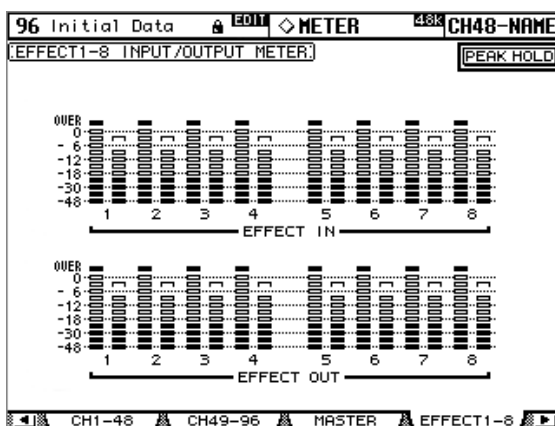 96 Initial Data EDIT ◇METER 48K CH48-NAME
EFFECT1-8 INPUT/OUTPUT METER
PEAK HOLD
OVER
0
- 6
-12
-18
-30
-48
1 2 3 4 5 6 7 8
EFFECT IN
OVER
0
- 6
-12
-18
-30
-48
1 2 3 4 5 6 7 8
EFFECT OUT
CH1-48 CH49-96 MASTER EFFECT1-8